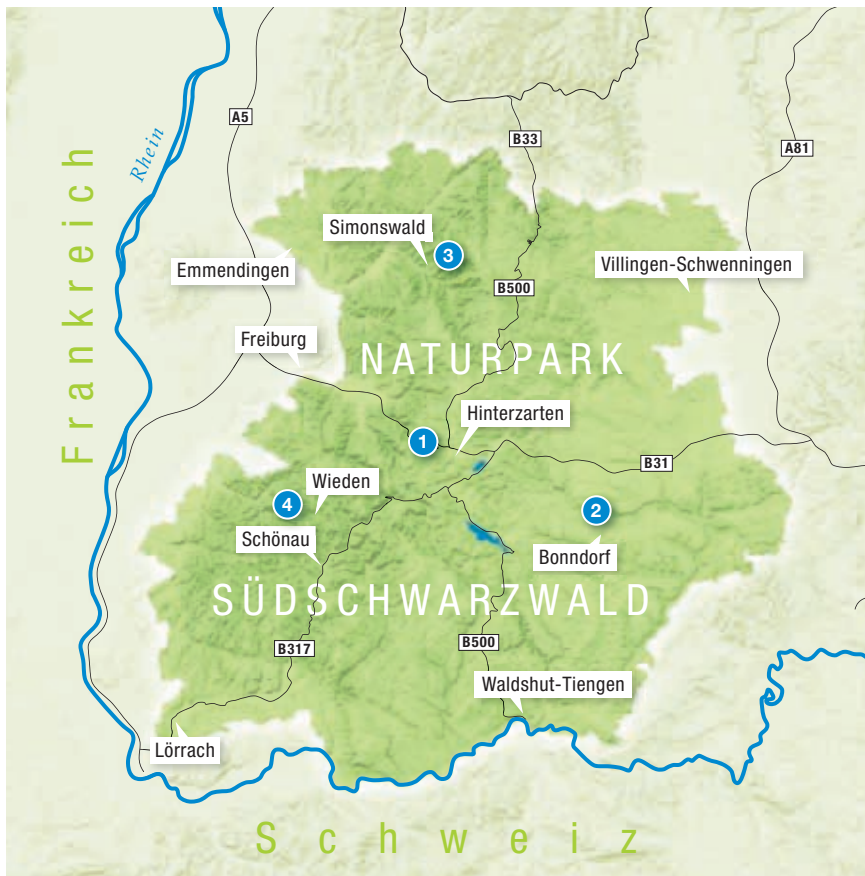 A5
B33
A81
Rhein
Frankreich
Simonswald
3
Emmendingen
Villingen-Schwenningen
B500
Freiburg
NATURPARK
Hinterzarten
1
B31
Wieden
4
2
Schönau
Bonndorf
SÜDSCHWARZWALD
B317
B500
Waldshut-Tiengen
Lörrach
Schweiz